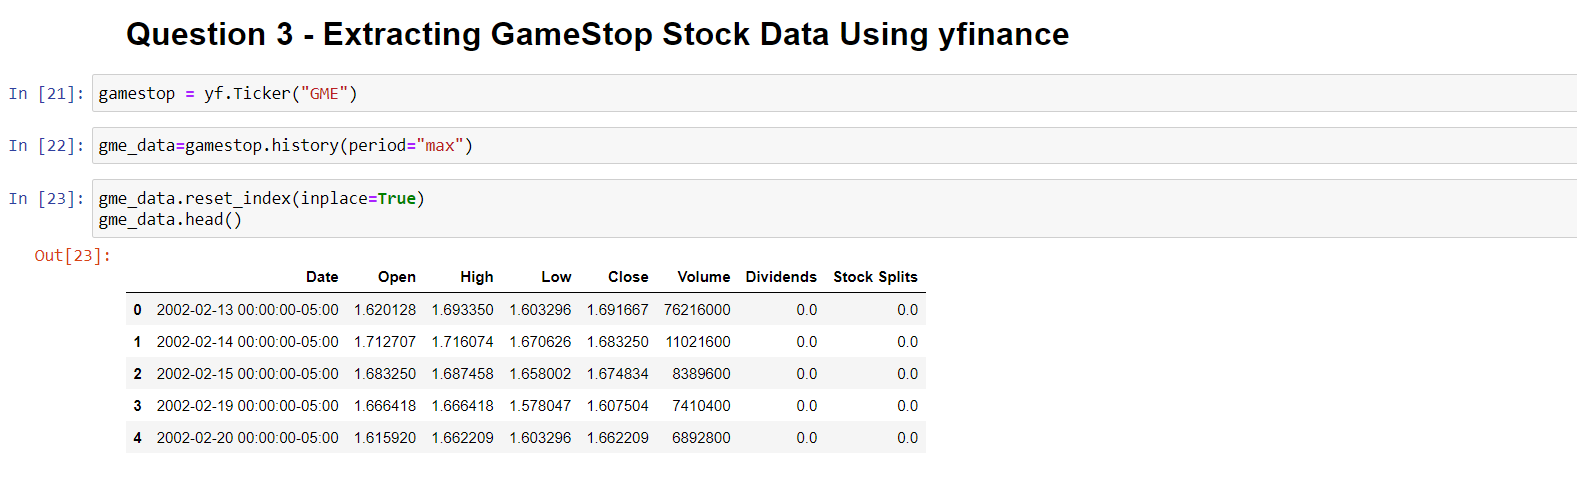 Question 3 - Extracting GameStop Stock Data Using yfinance
In [21]: gamestop = yf.Ticker("GME")
In [22]: gme_data=gamestop.history(period="max")
In [23]: gme_data.reset_index(inplace=True)
gme_data.head()
Out[23]:
Date Open High Low Close Volume Dividends Stock Splits
0 2002-02-13 00:00:00-05:00 1.620128 1.693350 1.603296 1.691667 76216000 0.0 0.0
1 2002-02-14 00:00:00-05:00 1.712707 1.716074 1.670626 1.683250 11021600 0.0 0.0
2 2002-02-15 00:00:00-05:00 1.683250 1.687458 1.658002 1.674834 8389600 0.0 0.0
3 2002-02-19 00:00:00-05:00 1.666418 1.666418 1.578047 1.607504 7410400 0.0 0.0
4 2002-02-20 00:00:00-05:00 1.615920 1.662209 1.603296 1.662209 6892800 0.0 0.0